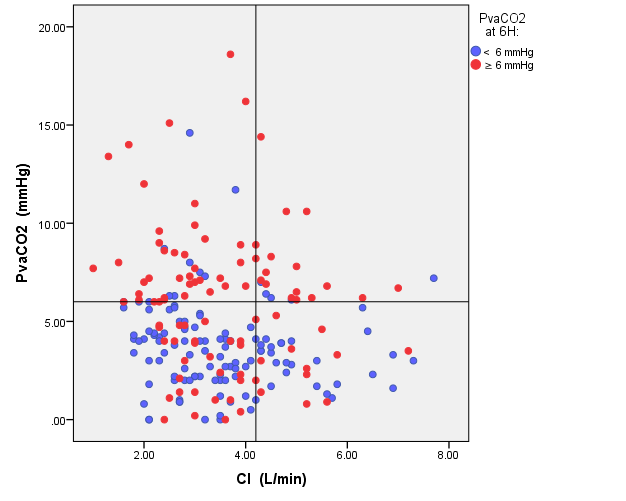 PvaCO2
at 6H:
< 6 mmHg
≥ 6 mmHg
20.00
15.00
10.00
5.00
.00
PvaCO2 (mmHg)
2.00 4.00 6.00 8.00
CI (L/min)